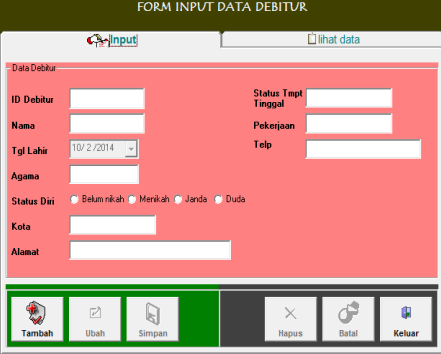 FORM INPUT DATA DEBITUR
Input
lihat data
Data Debitur
ID Debitur
Status Tmpt
Tinggal
Nama
Pekerjaan
Tgl Lahir
10/ 2 /2014
Telp
Agama
Status Diri
Belum nikah
Menikah
Janda
Duda
Kota
Alamat
Tambah
Ubah
Simpan
Hapus
Batal
Keluar